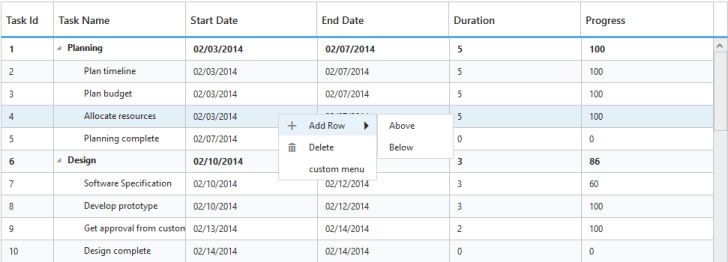 Task Id Task Name Start Date End Date Duration Progress
1 Planning 02/03/2014 02/07/2014 5 100
2 Plan timeline 02/03/2014 02/07/2014 5 100
3 Plan budget 02/03/2014 02/07/2014 5 100
4 Allocate resources 02/03/2014 5 100
Add Row Above
5 Planning complete 02/07/2014 0 0
Delete Below
6 Design 02/10/2014 3 86
custom menu
7 Software Specification 02/10/2014 02/12/2014 3 60
8 Develop prototype 02/10/2014 02/12/2014 3 100
9 Get approval from custom 02/13/2014 02/14/2014 2 100
10 Design complete 02/14/2014 02/14/2014 0 0